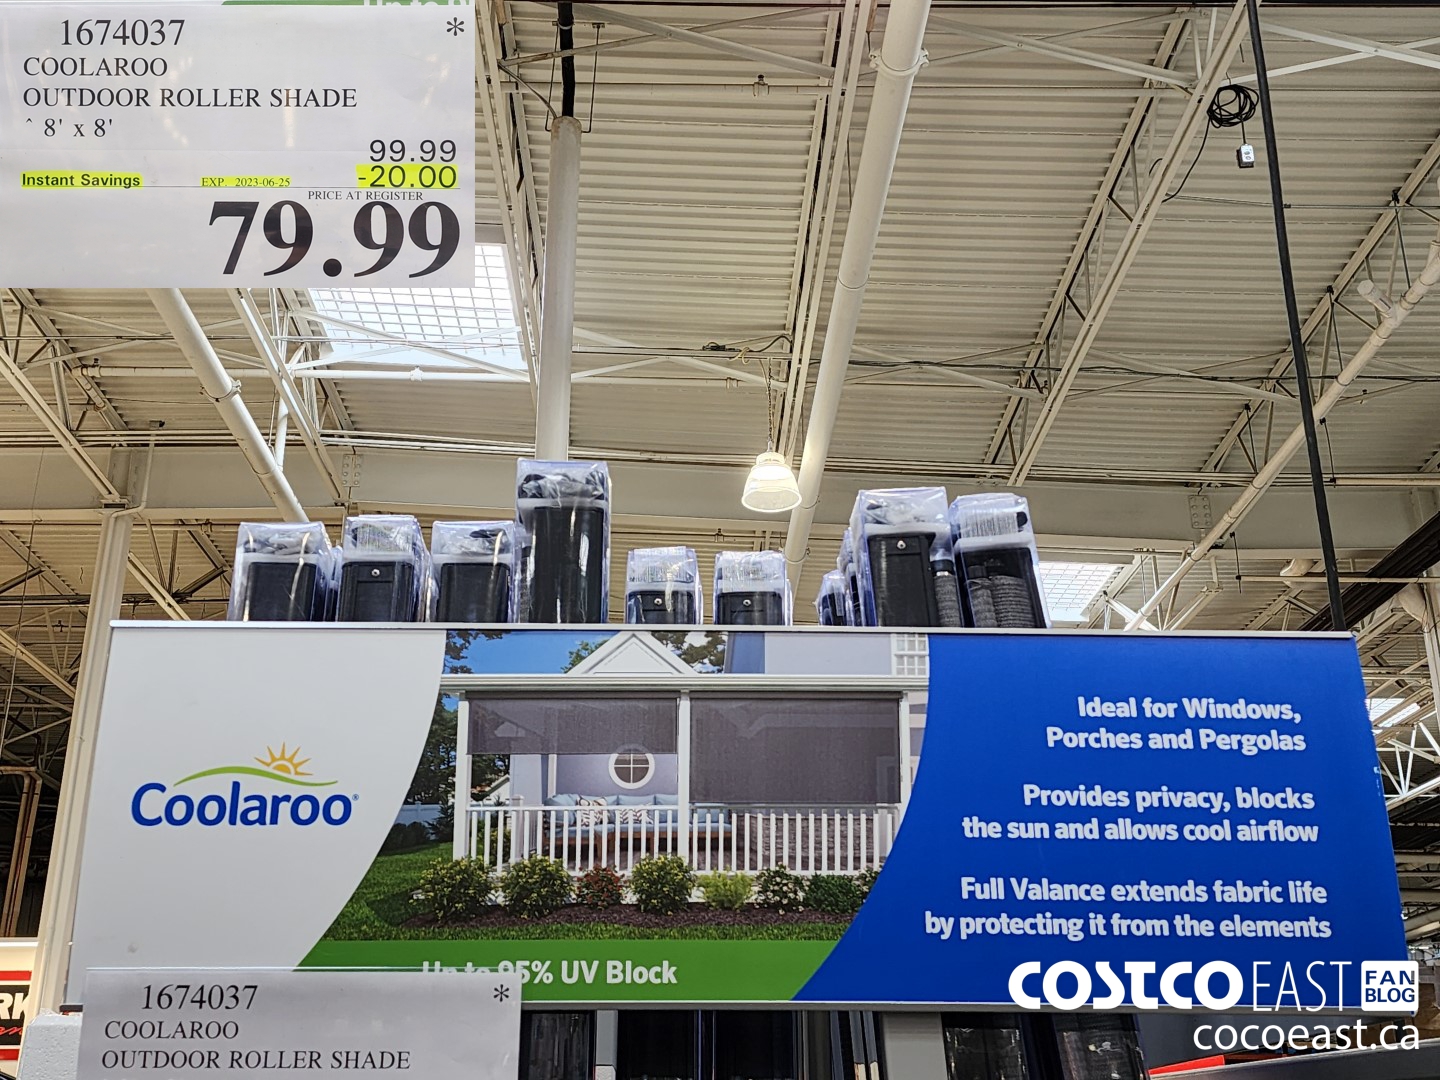 1674037 *
COOLAROO
OUTDOOR ROLLER SHADE
^ 8' x 8'
99.99
Instant Savings EXP. 2023-06-25 -20.00
PRICE AT REGISTER
79.99
Coolaroo®
Ideal for Windows,
Porches and Pergolas
Provides privacy, blocks
the sun and allows cool airflow
Full Valance extends fabric life
by protecting it from the elements
Up to 95% UV Block
1674037 *
COOLAROO
OUTDOOR ROLLER SHADE
COSTCO EAST FAN BLOG
cocoeast.ca